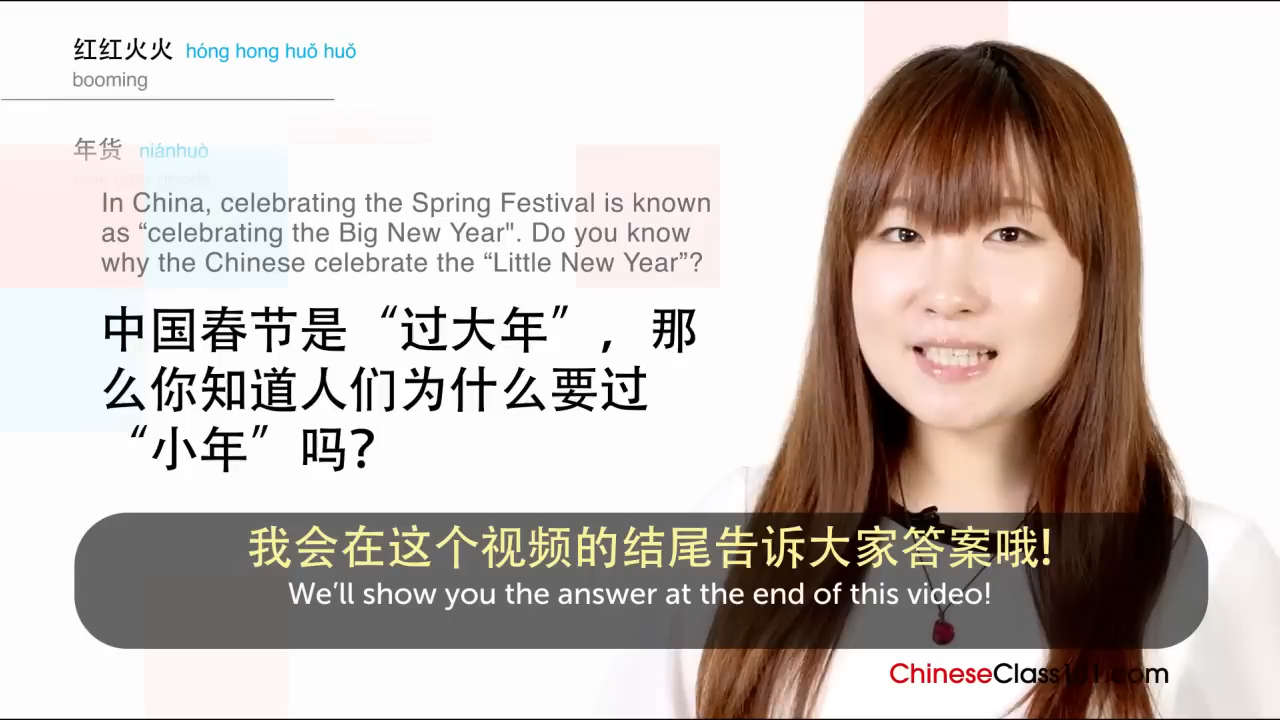 红红火火 hóng hong huǒ huǒ
booming
年货 niánhuò
In China, celebrating the Spring Festival is known
as “celebrating the Big New Year". Do you know
why the Chinese celebrate the “Little New Year”?
中国春节是“过大年”，那
么你知道人们为什么要过
“小年”吗?
我会在这个视频的结尾告诉大家答案哦!
We’ll show you the answer at the end of this video!
ChineseClass101.com